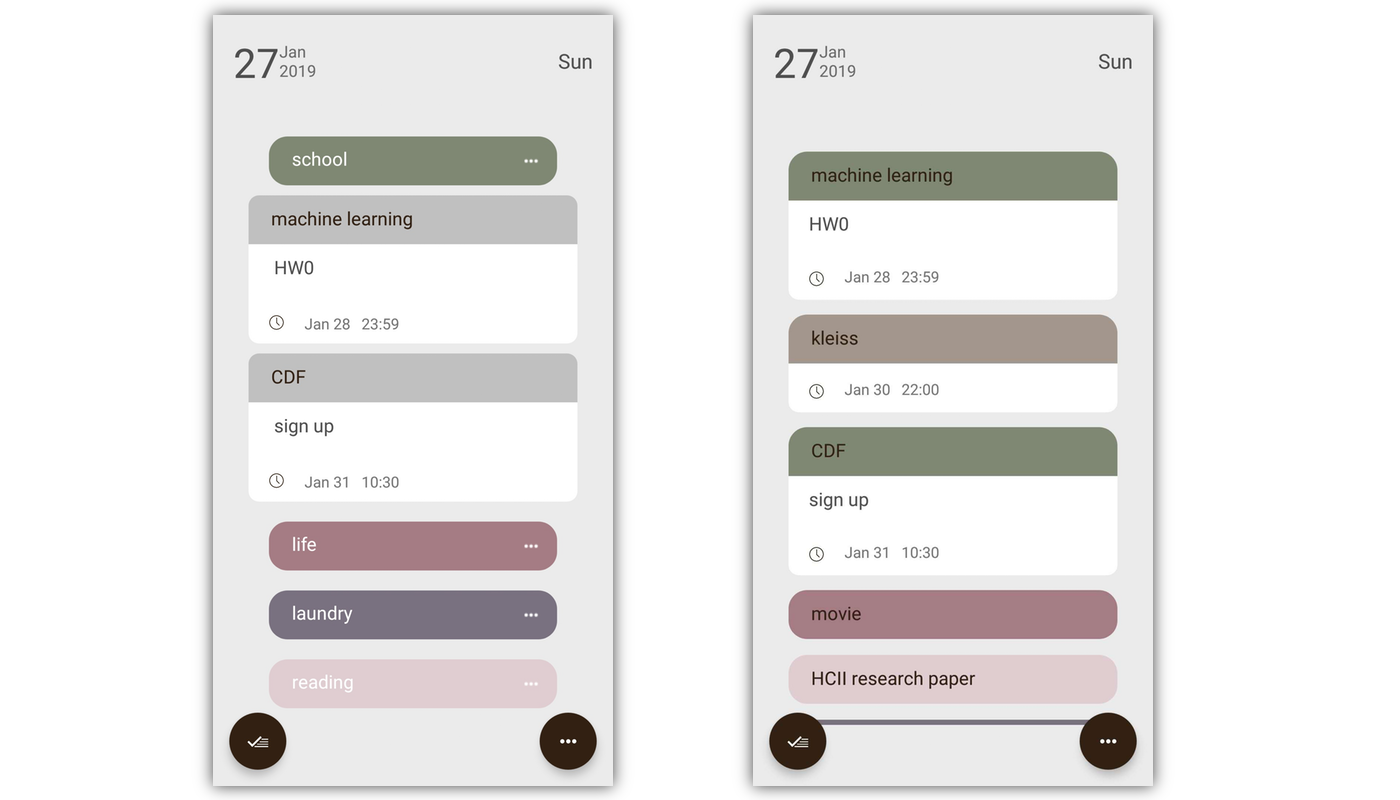 27 Jan
2019
Sun
school
machine learning
HW0
Jan 28 23:59
CDF
sign up
Jan 31 10:30
life
laundry
reading
27 Jan
2019
Sun
machine learning
HW0
Jan 28 23:59
kleiss
Jan 30 22:00
CDF
sign up
Jan 31 10:30
movie
HCII research paper